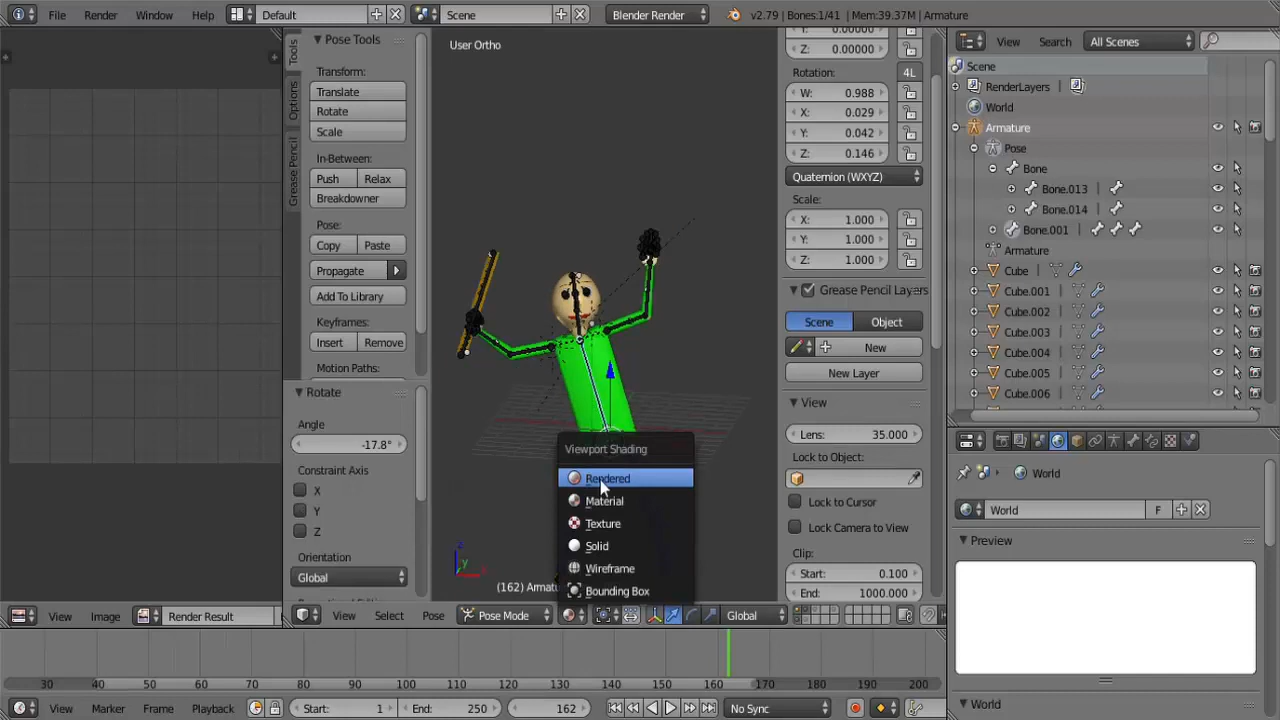 File Render Window Help Default Scene Blender Render v2.79 | Bones:1/41 | Mem:39.37M | Armature
Tools
Options
Grease Pencil
Pose Tools
Transform:
Translate
Rotate
Scale
In-Between:
Push Relax
Breakdowner
Pose:
Copy Paste
Propagate
Add To Library
Keyframes:
Insert Remove
Motion Paths:
Rotate
Angle
-17.8°
Constraint Axis
X
Y
Z
Orientation
Global
User Ortho
(162) Armatu
Viewport Shading
Rendered
Material
Texture
Solid
Wireframe
Bounding Box
Y: 0.00000
Z: 0.00000
Rotation: 4L
W: 0.988
X: 0.029
Y: 0.042
Z: 0.146
Quaternion (WXYZ)
Scale:
X: 1.000
Y: 1.000
Z: 1.000
Grease Pencil Layers
Scene Object
New
New Layer
View
Lens: 35.000
Lock to Object:
Lock to Cursor
Lock Camera to View
Clip:
Start: 0.100
End: 1000.000
View Search All Scenes
Scene
RenderLayers |
World
Armature
Pose
Bone
Bone.013 |
Bone.014 |
Bone.001 |
Armature
Cube |
Cube.001 |
Cube.002 |
Cube.003 |
Cube.004 |
Cube.005 |
Cube.006 |
World
World F
Preview
World
View Image Render Result
View Select Pose Pose Mode Global
30 40 50 60 70 80 90 100 110 120 130 140 150 160 170 180 190 200
View Marker Frame Playback Start: 1 End: 250 162 No Sync